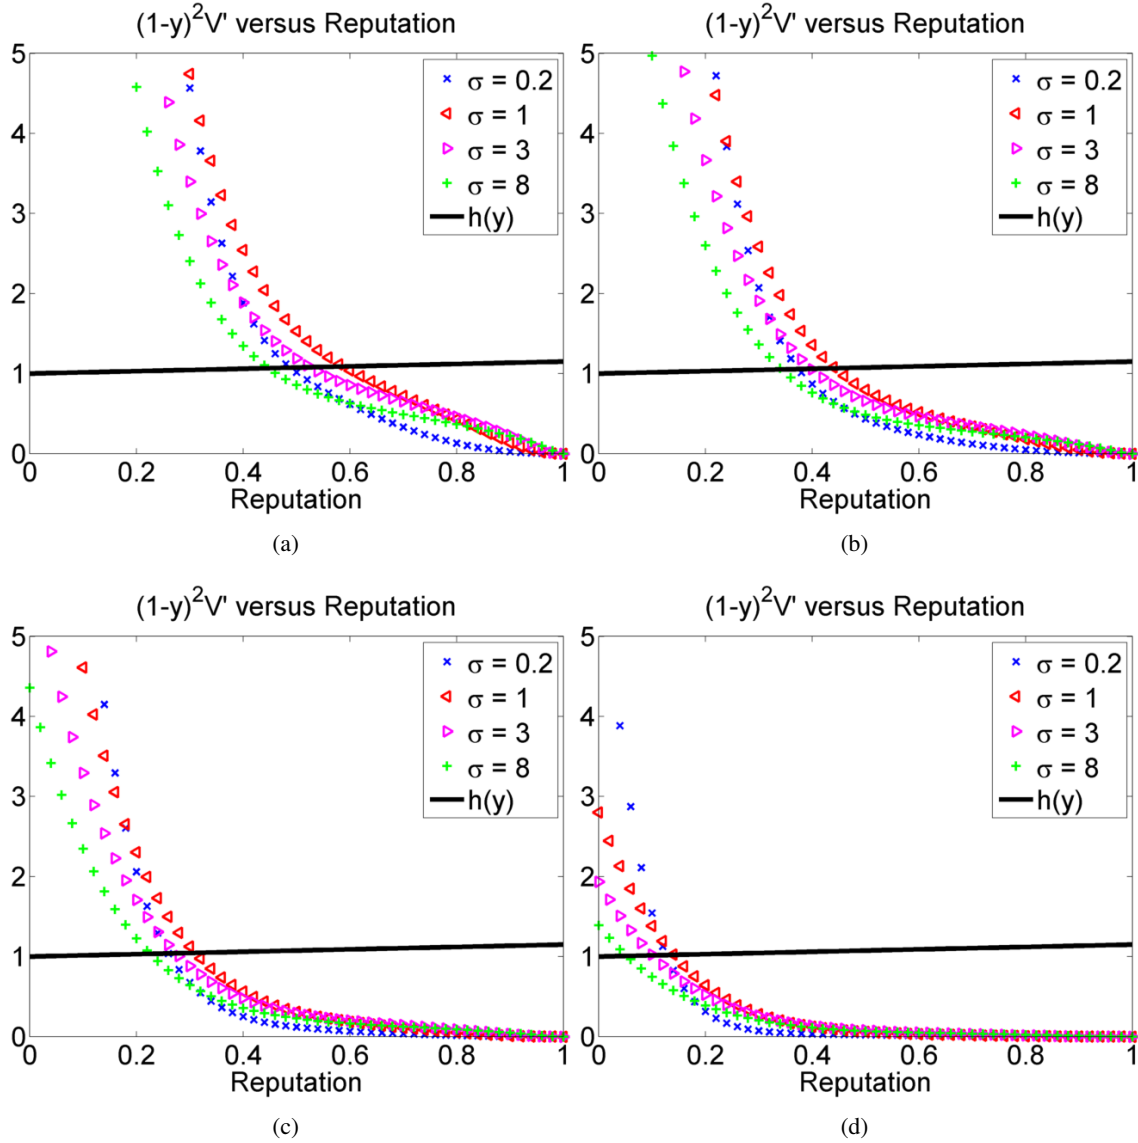 (1-y)²V' versus Reputation
5
4
3
2
1
0
σ = 0.2
σ = 1
σ = 3
σ = 8
h(y)
0 0.2 0.4 0.6 0.8 1
Reputation
(a)
(1-y)²V' versus Reputation
5
4
3
2
1
0
σ = 0.2
σ = 1
σ = 3
σ = 8
h(y)
0 0.2 0.4 0.6 0.8 1
Reputation
(b)
(1-y)²V' versus Reputation
5
4
3
2
1
0
σ = 0.2
σ = 1
σ = 3
σ = 8
h(y)
0 0.2 0.4 0.6 0.8 1
Reputation
(c)
(1-y)²V' versus Reputation
5
4
3
2
1
0
σ = 0.2
σ = 1
σ = 3
σ = 8
h(y)
0 0.2 0.4 0.6 0.8 1
Reputation
(d)